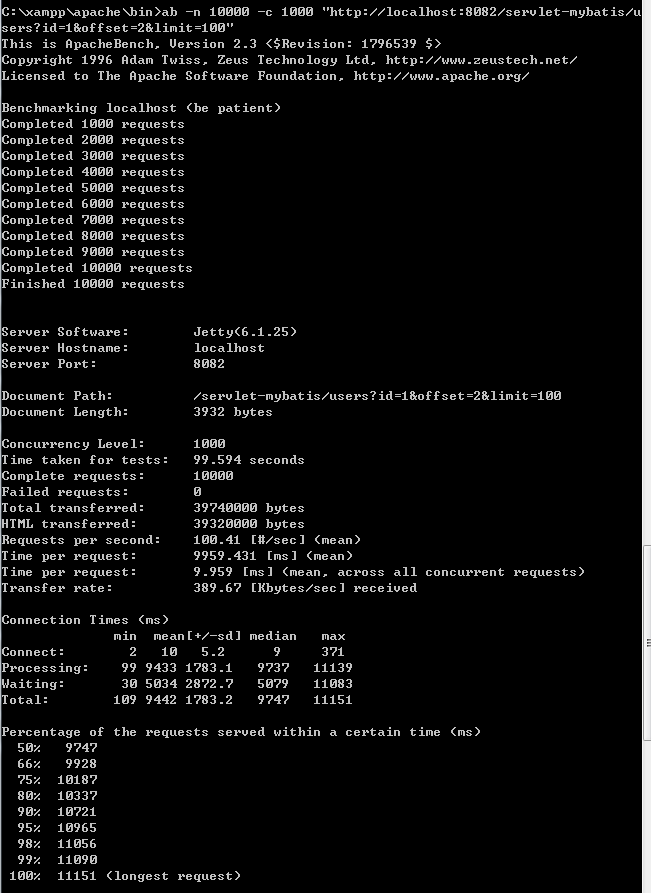 C:\xampp\apache\bin>ab -n 10000 -c 1000 "http://localhost:8082/servlet-mybatis/u
sers?id=1&offset=2&limit=100"
This is ApacheBench, Version 2.3 <$Revision: 1796539 $>
Copyright 1996 Adam Twiss, Zeus Technology Ltd, http://www.zeustech.net/
Licensed to The Apache Software Foundation, http://www.apache.org/

Benchmarking localhost (be patient)
Completed 1000 requests
Completed 2000 requests
Completed 3000 requests
Completed 4000 requests
Completed 5000 requests
Completed 6000 requests
Completed 7000 requests
Completed 8000 requests
Completed 9000 requests
Completed 10000 requests
Finished 10000 requests

Server Software:        Jetty(6.1.25)
Server Hostname:        localhost
Server Port:            8082

Document Path:          /servlet-mybatis/users?id=1&offset=2&limit=100
Document Length:        3932 bytes

Concurrency Level:      1000
Time taken for tests:   99.594 seconds
Complete requests:      10000
Failed requests:        0
Total transferred:      39740000 bytes
HTML transferred:       39320000 bytes
Requests per second:    100.41 [#/sec] (mean)
Time per request:       9959.431 [ms] (mean)
Time per request:       9.959 [ms] (mean, across all concurrent requests)
Transfer rate:          389.67 [Kbytes/sec] received

Connection Times (ms)
              min  mean[+/-sd] median   max
Connect:        2   10   5.2      9     371
Processing:    99 9433 1783.1   9737   11139
Waiting:       30 5034 2872.7   5079   11083
Total:        109 9442 1783.2   9747   11151

Percentage of the requests served within a certain time (ms)
  50%   9747
  66%   9928
  75%  10187
  80%  10337
  90%  10721
  95%  10965
  98%  11056
  99%  11090
 100%  11151 (longest request)